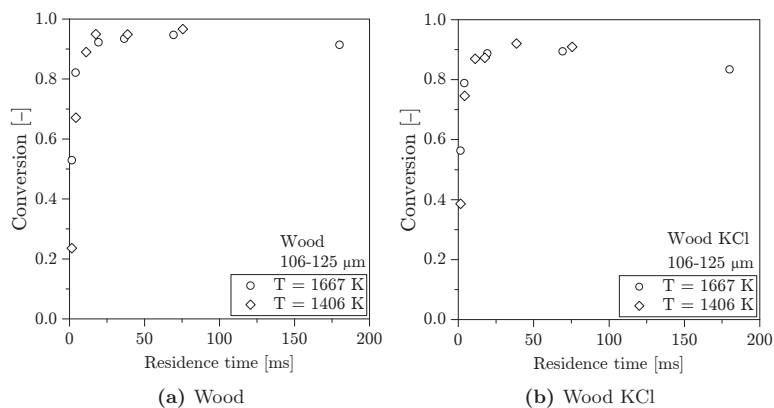 1.0
0.8
0.6
0.4
0.2
0.0
Conversion [–]
Wood
106-125 µm
T = 1667 K
T = 1406 K
0
50
100
150
200
Residence time [ms]
(a) Wood
1.0
0.8
0.6
0.4
0.2
0.0
Conversion [–]
Wood KCl
106-125 µm
T = 1667 K
T = 1406 K
0
50
100
150
200
Residence time [ms]
(b) Wood KCl